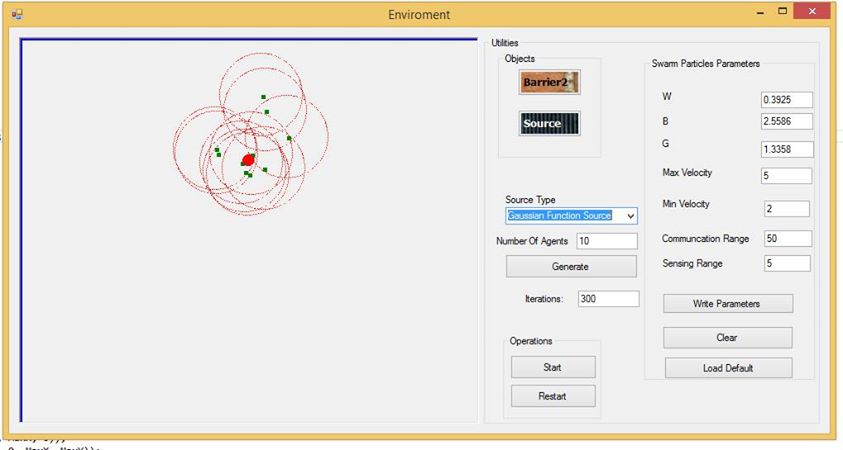 Enviroment
Utilities
Objects
Barrier2
Source
Source Type
Gaussian Function Source
Number Of Agents 10
Generate
Iterations: 300
Operations
Start
Restart
Swarm Particles Parameters
W 0.3925
B 2.5586
G 1.3358
Max Velocity 5
Min Velocity 2
Communcation Range 50
Sensing Range 5
Write Parameters
Clear
Load Default